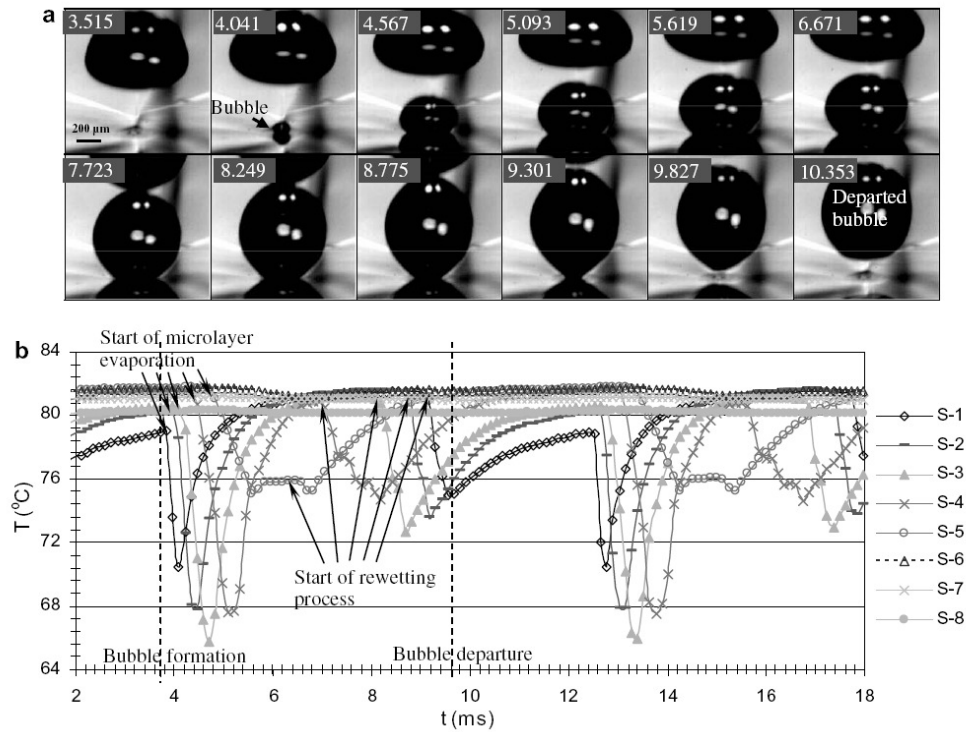 a
3.515 4.041 4.567 5.093 5.619 6.671
Bubble
200 µm
7.723 8.249 8.775 9.301 9.827 10.353
Departed
bubble
b
Start of microlayer
evaporation
84
80
76
72
68
64
T (°C)
Start of rewetting
process
Bubble formation
Bubble departure
2 4 6 8 10 12 14 16 18
t (ms)
S-1
S-2
S-3
S-4
S-5
S-6
S-7
S-8